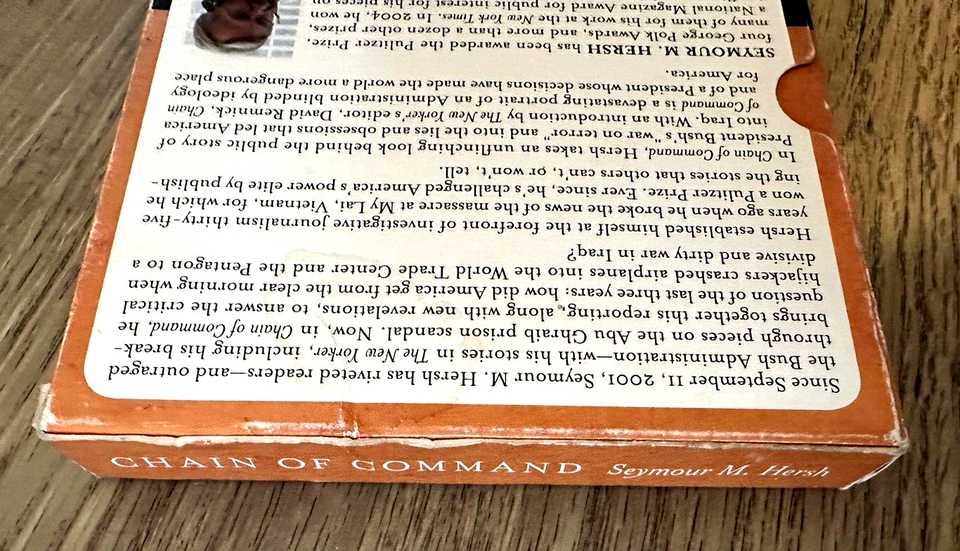 Since September 11, 2001, Seymour M. Hersh has riveted readers—and outraged
the Bush Administration—with his stories in The New Yorker, including his break-
through pieces on the Abu Ghraib prison scandal. Now, in Chain of Command, he
brings together this reporting, along with new revelations, to answer the critical
question of the last three years: how did America get from the clear morning when
hijackers crashed airplanes into the World Trade Center and the Pentagon to a
divisive and dirty war in Iraq?
Hersh established himself at the forefront of investigative journalism thirty-five
years ago when he broke the news of the massacre at My Lai, Vietnam, for which he
won a Pulitzer Prize. Ever since, he's challenged America's power elite by publish-
ing the stories that others can't, or won't, tell.
In Chain of Command, Hersh takes an unflinching look behind the public story of
President Bush's "war on terror" and into the lies and obsessions that led America
into Iraq. With an introduction by The New Yorker's editor, David Remnick, Chain
of Command is a devastating portrait of an Administration blinded by ideology
and of a President whose decisions have made the world a more dangerous place
for America.
SEYMOUR M. HERSH has been awarded the Pulitzer Prize,
four George Polk Awards, and more than a dozen other prizes,
many of them for his work at the New York Times. In 2004, he won
a National Magazine Award for public interest for his pieces on
CHAIN OF COMMAND Seymour M. Hersh